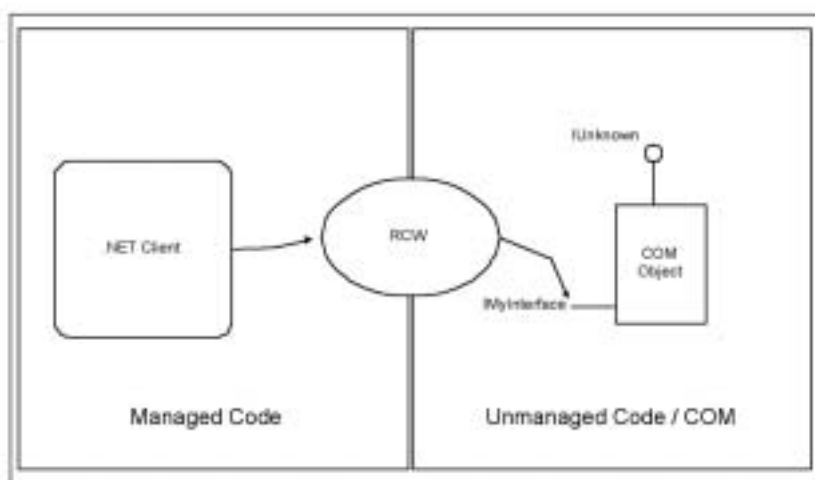 IUnknown
.NET Client
RCW
COM
Object
IMyInterface
Managed Code
Unmanaged Code / COM